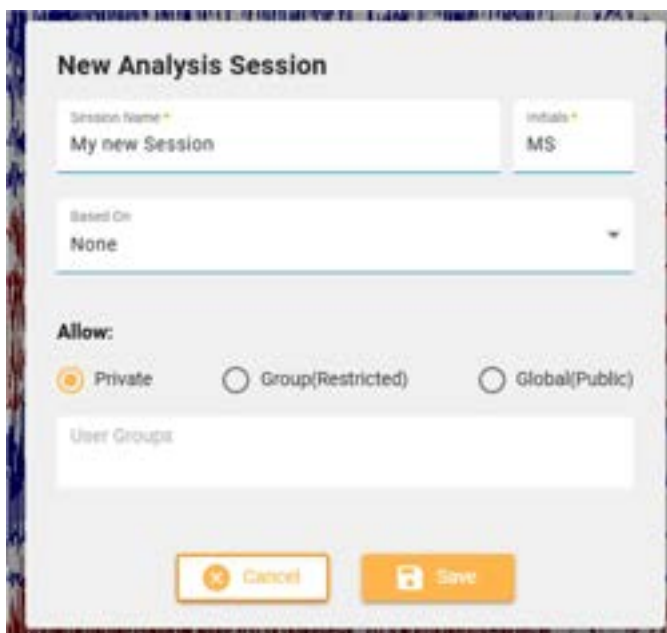 New Analysis Session
Session Name * Initials *
My new Session MS
Based On
None
Allow:
Private Group(Restricted) Global(Public)
User Groups
Cancel Save